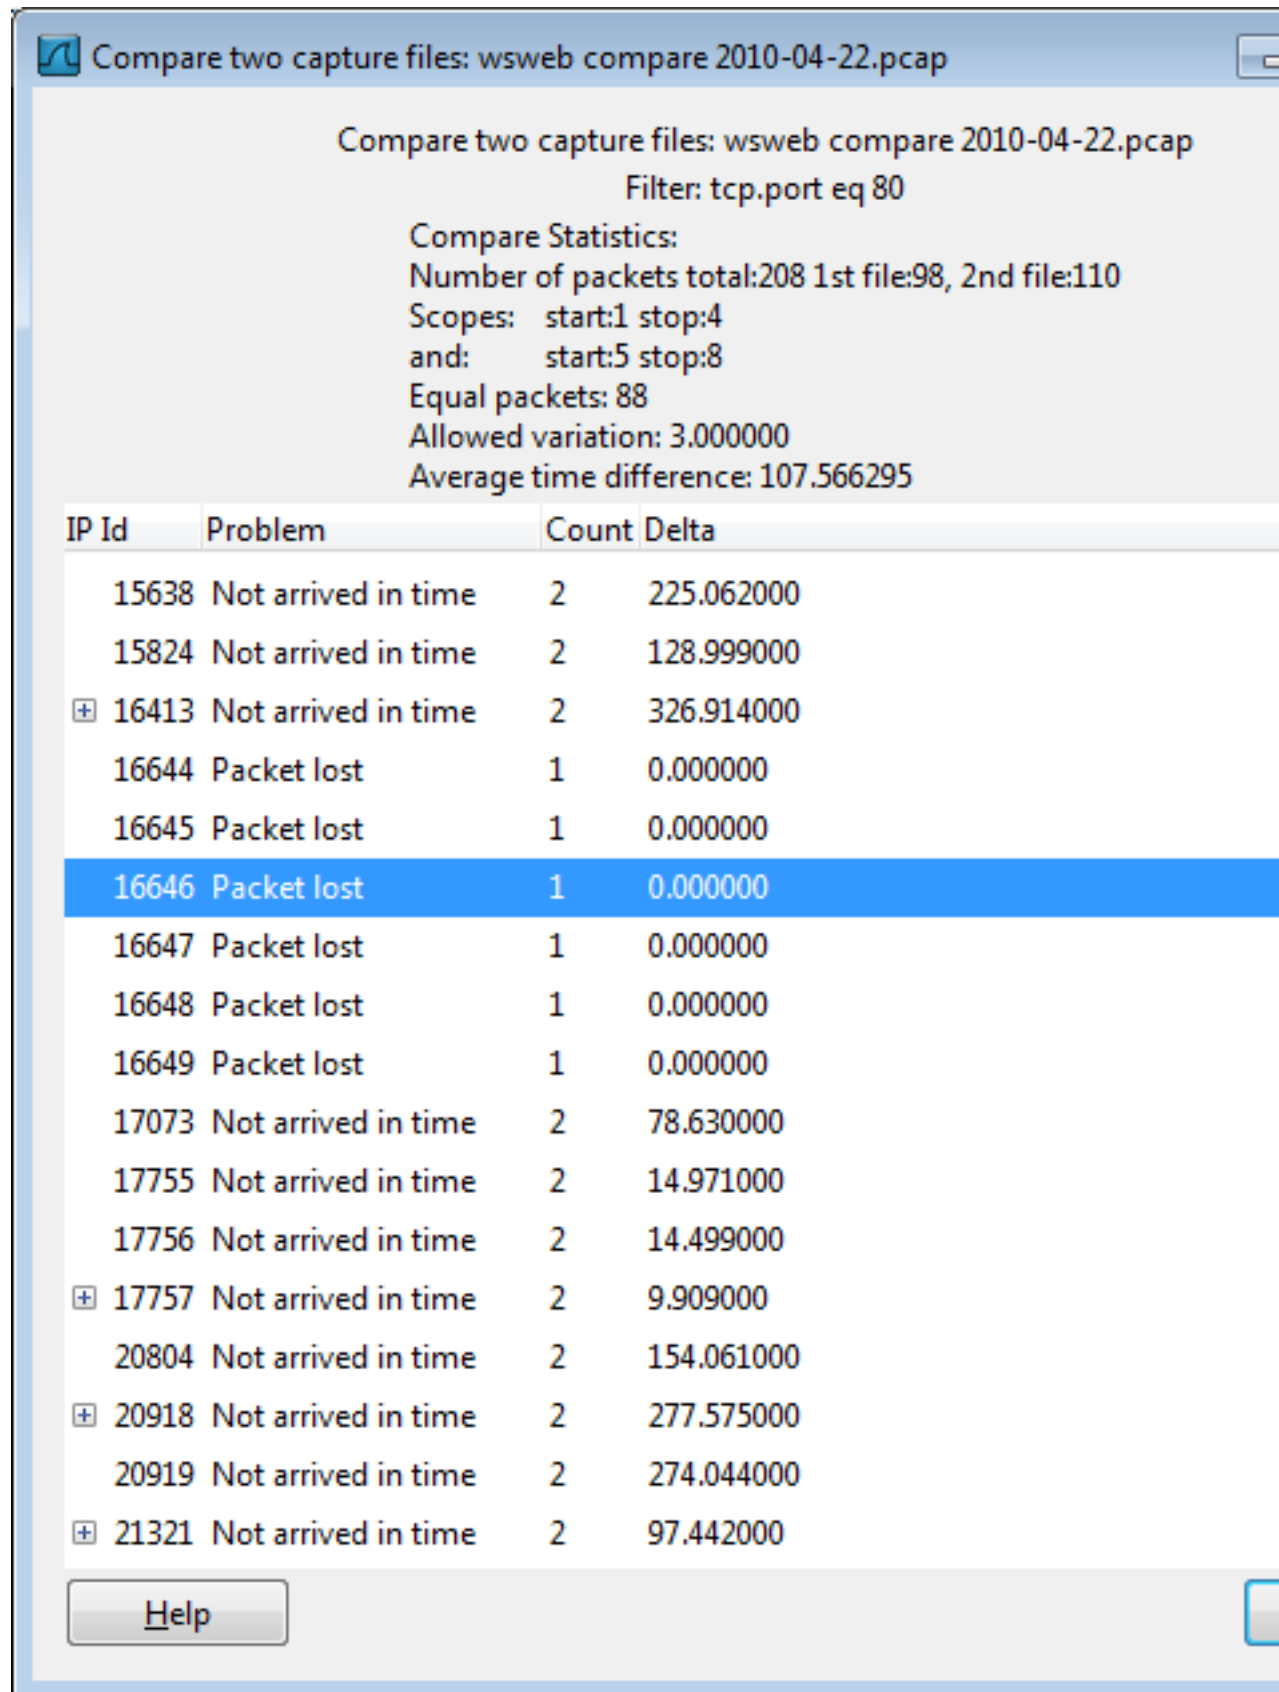 Compare two capture files: wsweb compare 2010-04-22.pcap
Compare two capture files: wsweb compare 2010-04-22.pcap
Filter: tcp.port eq 80
Compare Statistics:
Number of packets total:208 1st file:98, 2nd file:110
Scopes: start:1 stop:4
and: start:5 stop:8
Equal packets: 88
Allowed variation: 3.000000
Average time difference: 107.566295
IP Id Problem Count Delta
15638 Not arrived in time 2 225.062000
15824 Not arrived in time 2 128.999000
16413 Not arrived in time 2 326.914000
16644 Packet lost 1 0.000000
16645 Packet lost 1 0.000000
16646 Packet lost 1 0.000000
16647 Packet lost 1 0.000000
16648 Packet lost 1 0.000000
16649 Packet lost 1 0.000000
17073 Not arrived in time 2 78.630000
17755 Not arrived in time 2 14.971000
17756 Not arrived in time 2 14.499000
17757 Not arrived in time 2 9.909000
20804 Not arrived in time 2 154.061000
20918 Not arrived in time 2 277.575000
20919 Not arrived in time 2 274.044000
21321 Not arrived in time 2 97.442000
Help